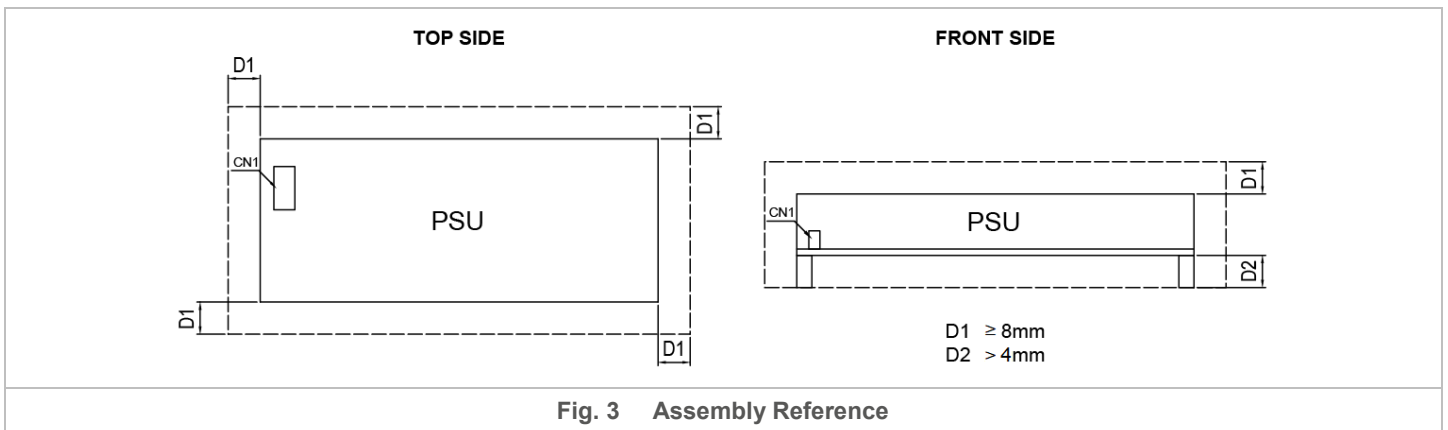 TOP SIDE
FRONT SIDE
D1
D1
CN1
PSU
D1
D1
D1
CN1
PSU
D2
D1 ≥ 8mm
D2 > 4mm
Fig. 3 Assembly Reference